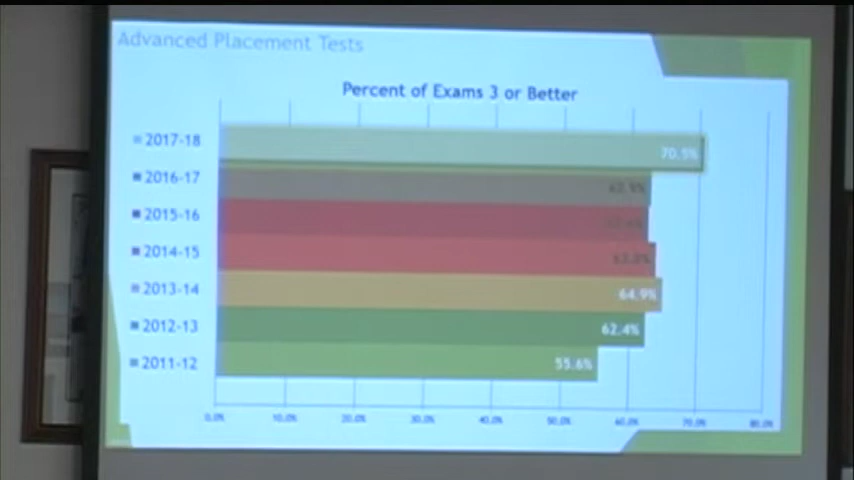 Advanced Placement Tests
Percent of Exams 3 or Better
2017-18 70.5%
2016-17 62.9%
2015-16
2014-15
2013-14 64.9%
2012-13 62.4%
2011-12 55.6%
0.0% 10.0% 20.0% 30.0% 40.0% 50.0% 60.0% 70.0% 80.0%